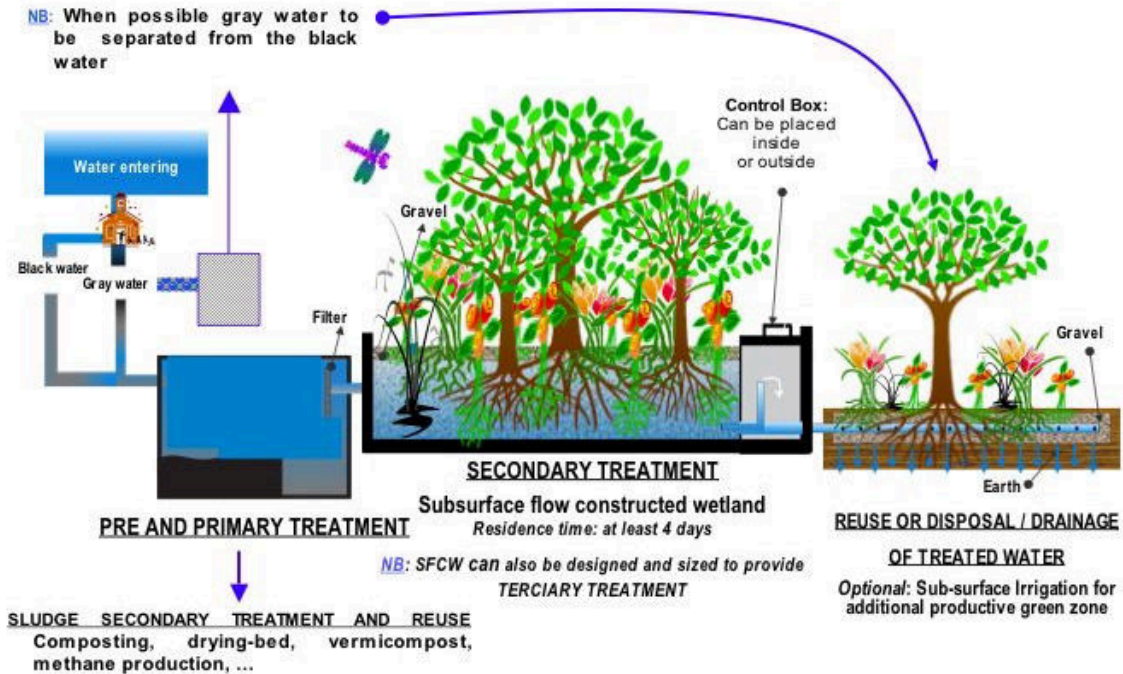 NB: When possible gray water to
be separated from the black
water
Water entering
Black water
Gray water
Filter
Gravel
Control Box:
Can be placed
inside
or outside
Gravel
Earth
PRE AND PRIMARY TREATMENT
SECONDARY TREATMENT
Subsurface flow constructed wetland
Residence time: at least 4 days
NB: SFCW can also be designed and sized to provide
TERCIARY TREATMENT
REUSE OR DISPOSAL / DRAINAGE
OF TREATED WATER
Optional: Sub-surface Irrigation for
additional productive green zone
SLUDGE SECONDARY TREATMENT AND REUSE
Composting, drying-bed, vermicompost,
methane production, ...